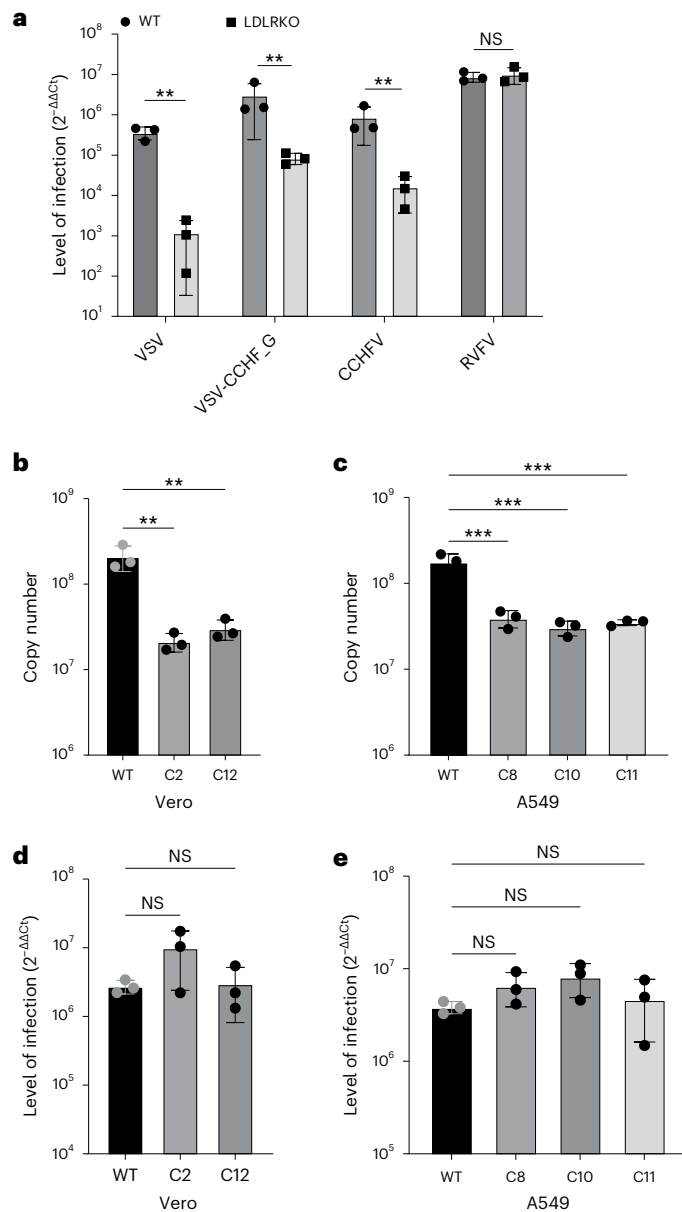 a
WT LDLRKO
Level of infection (2⁻ΔΔCt)
10⁸
10⁷
10⁶
10⁵
10⁴
10³
10²
10¹
** ** ** NS
VSV VSV-CCHF_G CCHFV RVFV
b
Copy number
10⁹
10⁸
10⁷
10⁶
**
**
WT C2 C12
Vero
c
Copy number
10⁹
10⁸
10⁷
10⁶
***
***
***
WT C8 C10 C11
A549
d
Level of infection (2⁻ΔΔCt)
10⁸
10⁷
10⁶
10⁵
10⁴
NS
NS
WT C2 C12
Vero
e
Level of infection (2⁻ΔΔCt)
10⁸
10⁷
10⁶
10⁵
NS
NS
NS
WT C8 C10 C11
A549